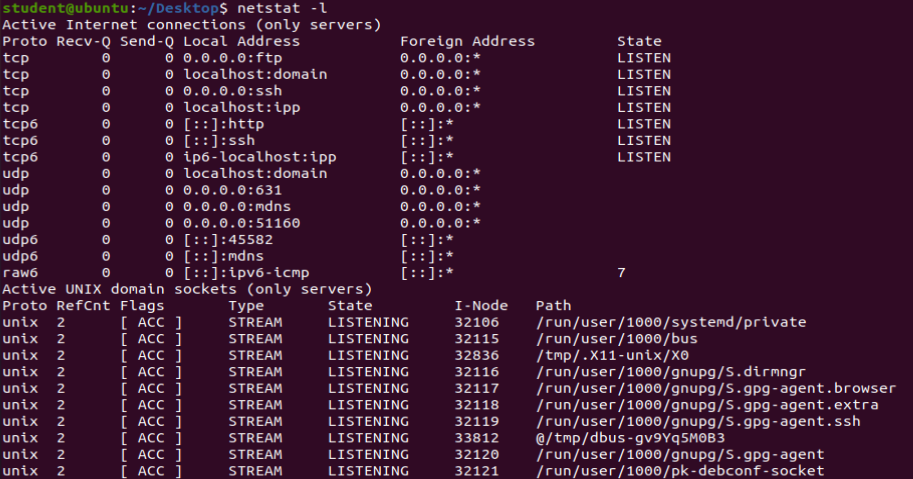 student@ubuntu:~/Desktop$ netstat -l
Active Internet connections (only servers)
Proto Recv-Q Send-Q Local Address           Foreign Address         State
tcp        0      0 0.0.0.0:ftp             0.0.0.0:*               LISTEN
tcp        0      0 localhost:domain        0.0.0.0:*               LISTEN
tcp        0      0 0.0.0.0:ssh             0.0.0.0:*               LISTEN
tcp        0      0 localhost:ipp           0.0.0.0:*               LISTEN
tcp6       0      0 [::]:http               [::]:*                  LISTEN
tcp6       0      0 [::]:ssh                [::]:*                  LISTEN
tcp6       0      0 ip6-localhost:ipp       [::]:*                  LISTEN
udp        0      0 localhost:domain        0.0.0.0:*
udp        0      0 0.0.0.0:631             0.0.0.0:*
udp        0      0 0.0.0.0:mdns            0.0.0.0:*
udp        0      0 0.0.0.0:51160           0.0.0.0:*
udp6       0      0 [::]:45582              [::]:*
udp6       0      0 [::]:mdns               [::]:*
raw6       0      0 [::]:ipv6-icmp          [::]:*                  7
Active UNIX domain sockets (only servers)
Proto RefCnt Flags       Type       State         I-Node   Path
unix  2      [ ACC ]     STREAM     LISTENING     32106    /run/user/1000/systemd/private
unix  2      [ ACC ]     STREAM     LISTENING     32115    /run/user/1000/bus
unix  2      [ ACC ]     STREAM     LISTENING     32836    /tmp/.X11-unix/X0
unix  2      [ ACC ]     STREAM     LISTENING     32116    /run/user/1000/gnupg/S.dirmngr
unix  2      [ ACC ]     STREAM     LISTENING     32117    /run/user/1000/gnupg/S.gpg-agent.browser
unix  2      [ ACC ]     STREAM     LISTENING     32118    /run/user/1000/gnupg/S.gpg-agent.extra
unix  2      [ ACC ]     STREAM     LISTENING     32119    /run/user/1000/gnupg/S.gpg-agent.ssh
unix  2      [ ACC ]     STREAM     LISTENING     33812    @/tmp/dbus-gv9Yq5M0B3
unix  2      [ ACC ]     STREAM     LISTENING     32120    /run/user/1000/gnupg/S.gpg-agent
unix  2      [ ACC ]     STREAM     LISTENING     32121    /run/user/1000/pk-debconf-socket